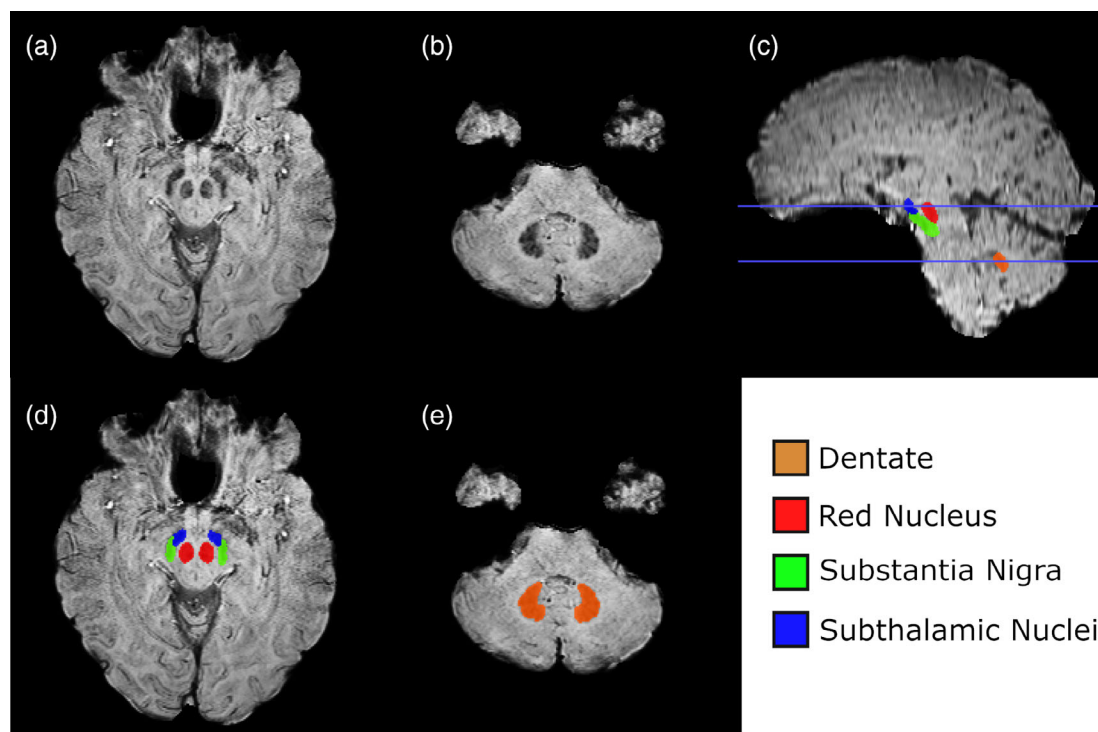 (a)
(b)
(c)
(d)
(e)
Dentate
Red Nucleus
Substantia Nigra
Subthalamic Nuclei